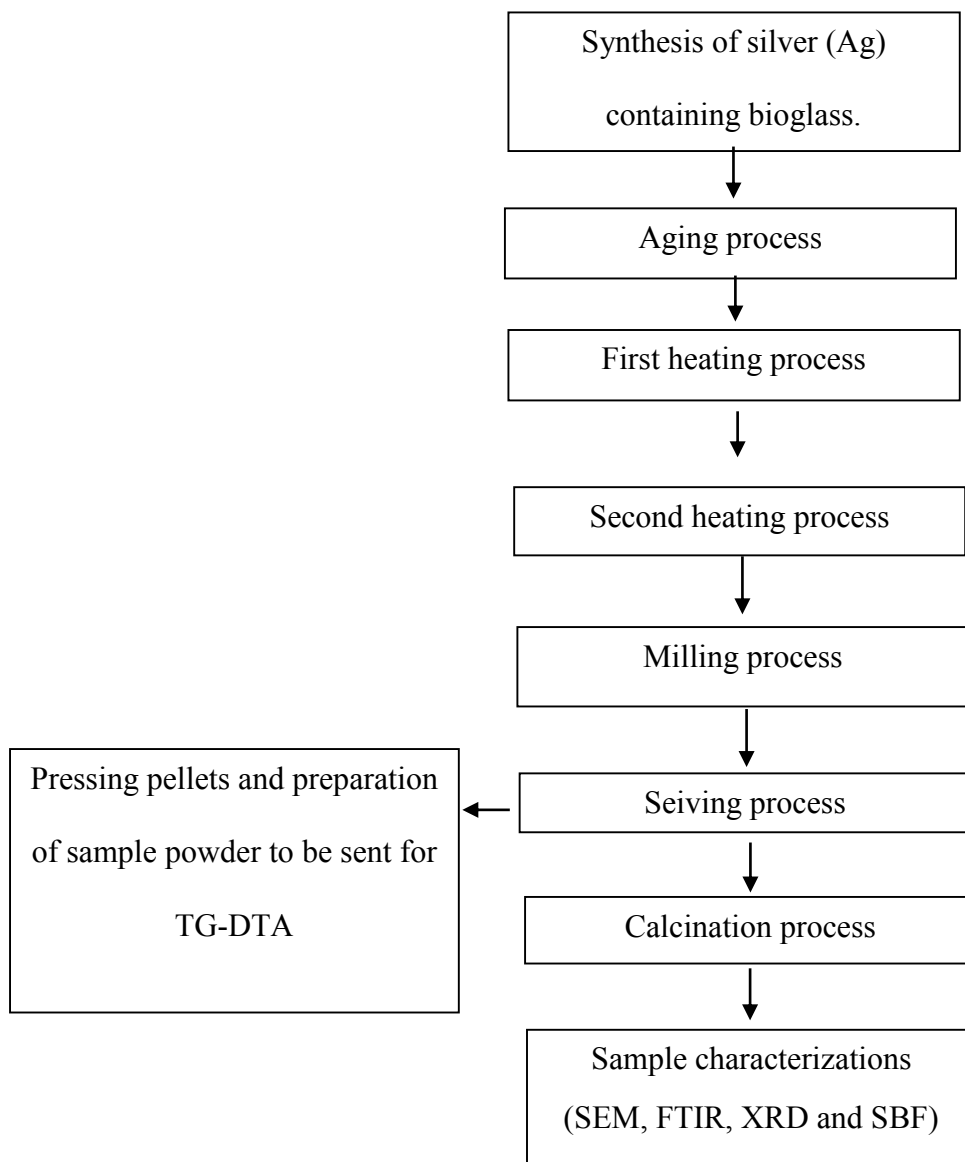 Synthesis of silver (Ag)
containing bioglass.
Aging process
First heating process
Second heating process
Milling process
Seiving process
Pressing pellets and preparation
of sample powder to be sent for
TG-DTA
Calcination process
Sample characterizations
(SEM, FTIR, XRD and SBF)